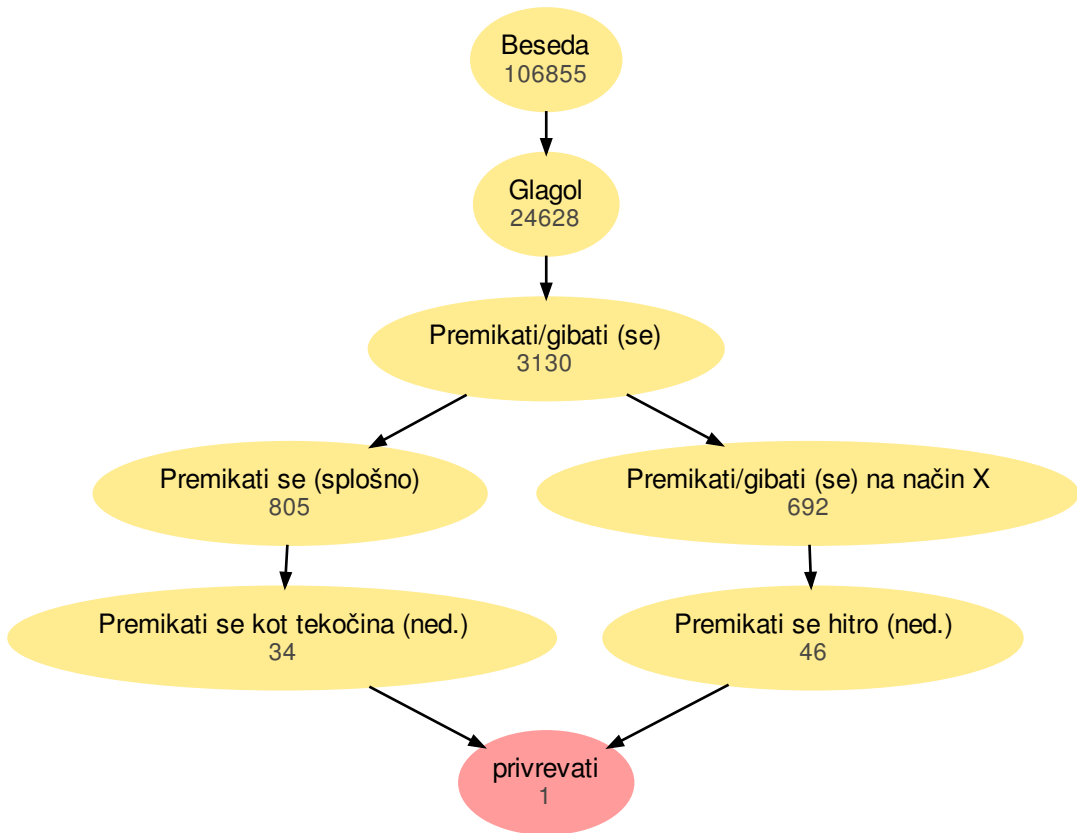 Beseda
106855
Glagol
24628
Premikati/gibati (se)
3130
Premikati se (splošno)
805
Premikati/gibati (se) na način X
692
Premikati se kot tekočina (ned.)
34
Premikati se hitro (ned.)
46
privrevati
1